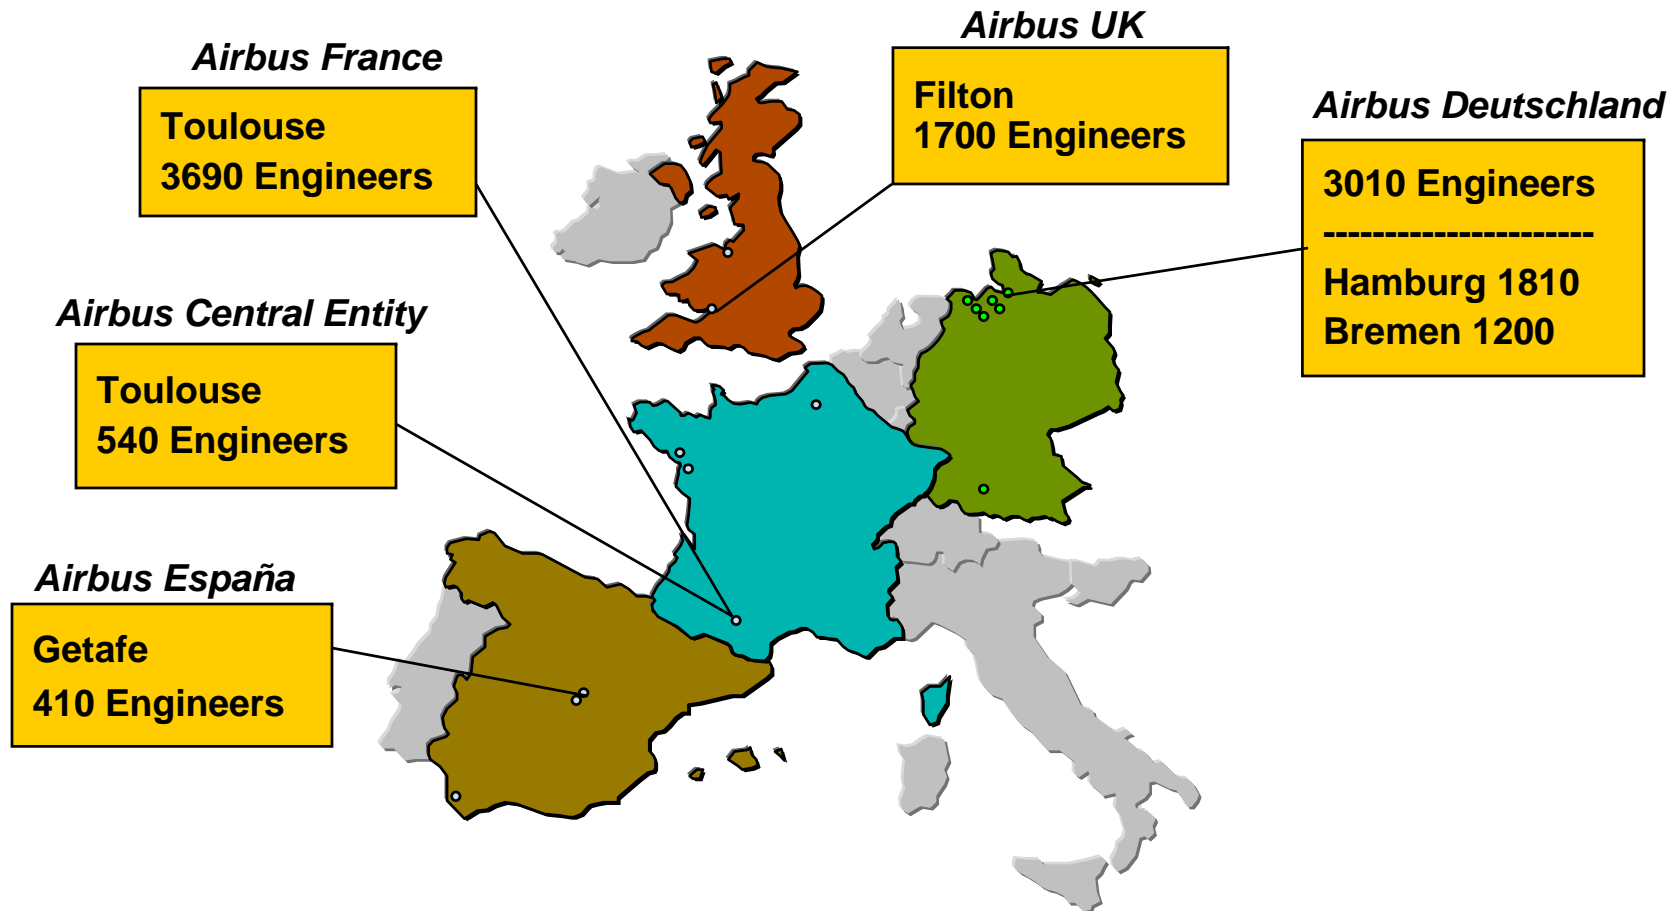 Airbus UK
Filton
1700 Engineers
Airbus France
Toulouse
3690 Engineers
Airbus Deutschland
3010 Engineers
----------------------
Hamburg 1810
Bremen 1200
Airbus Central Entity
Toulouse
540 Engineers
Airbus España
Getafe
410 Engineers